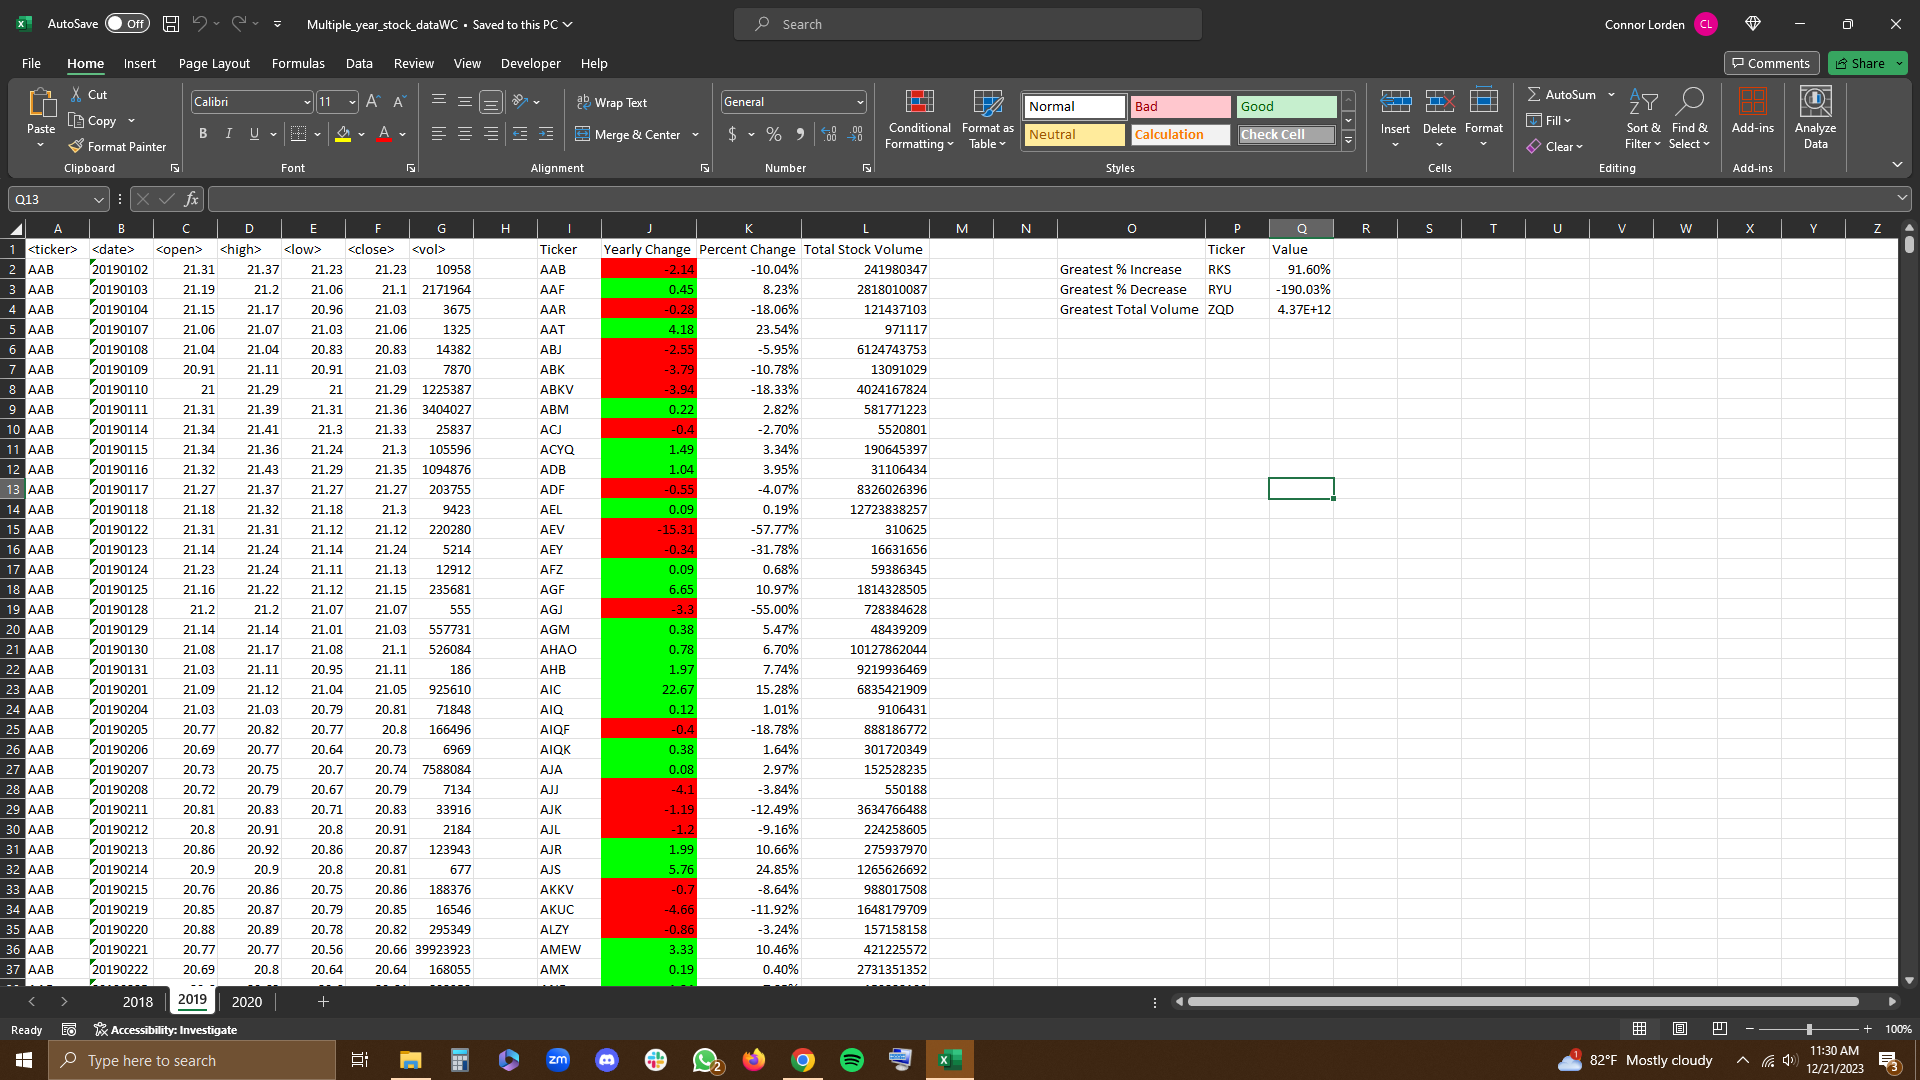 AutoSave Off Multiple_year_stock_dataWC • Saved to this PC Search Connor Lorden CL
File Home Insert Page Layout Formulas Data Review View Developer Help Comments Share
Paste Cut Copy Format Painter Clipboard
Calibri 11 B I U A Font
Wrap Text Merge & Center Alignment
General $ % Number
Conditional Formatting Format as Table Normal Bad Good Neutral Calculation Check Cell Styles
Insert Delete Format Cells
AutoSum Fill Clear Sort & Filter Find & Select Editing
Add-ins Add-ins Analyze Data
Q13 fx
A B C D E F G H I J K L M N O P Q R S T U V W X Y Z
1 <ticker> <date> <open> <high> <low> <close> <vol> Ticker Yearly Change Percent Change Total Stock Volume Ticker Value
2 AAB 20190102 21.31 21.37 21.23 21.23 10958 AAB -2.14 -10.04% 241980347 Greatest % Increase RKS 91.60%
3 AAB 20190103 21.19 21.2 21.06 21.1 2171964 AAF 0.45 8.23% 2818010087 Greatest % Decrease RYU -190.03%
4 AAB 20190104 21.15 21.17 20.96 21.03 3675 AAR -0.28 -18.06% 121437103 Greatest Total Volume ZQD 4.37E+12
5 AAB 20190107 21.06 21.07 21.03 21.06 1325 AAT 4.18 23.54% 971117
6 AAB 20190108 21.04 21.04 20.83 20.83 14382 ABJ -2.55 -5.95% 6124743753
7 AAB 20190109 20.91 21.11 20.91 21.03 7870 ABK -3.79 -10.78% 13091029
8 AAB 20190110 21 21.29 21 21.29 1225387 ABKV -3.94 -18.33% 4024167824
9 AAB 20190111 21.31 21.39 21.31 21.36 3404027 ABM 0.22 2.82% 581771223
10 AAB 20190114 21.34 21.41 21.3 21.33 25837 ACJ -0.4 -2.70% 5520801
11 AAB 20190115 21.34 21.36 21.24 21.3 105596 ACYQ 1.49 3.34% 190645397
12 AAB 20190116 21.32 21.43 21.29 21.35 1094876 ADB 1.04 3.95% 31106434
13 AAB 20190117 21.27 21.37 21.27 21.27 203755 ADF -0.55 -4.07% 8326026396
14 AAB 20190118 21.18 21.32 21.18 21.3 9423 AEL 0.09 0.19% 12723838257
15 AAB 20190122 21.31 21.31 21.12 21.12 220280 AEV -15.31 -57.77% 310625
16 AAB 20190123 21.14 21.24 21.14 21.24 5214 AEY -0.34 -31.78% 16631656
17 AAB 20190124 21.23 21.24 21.11 21.13 12912 AFZ 0.09 0.68% 59386345
18 AAB 20190125 21.16 21.22 21.12 21.15 235681 AGF 6.65 10.97% 1814328505
19 AAB 20190128 21.2 21.2 21.07 21.07 555 AGJ -3.3 -55.00% 728384628
20 AAB 20190129 21.14 21.14 21.01 21.03 557731 AGM 0.38 5.47% 48439209
21 AAB 20190130 21.08 21.17 21.08 21.1 526084 AHAO 0.78 6.70% 10127862044
22 AAB 20190131 21.03 21.11 20.95 21.11 186 AHB 1.97 7.74% 9219936469
23 AAB 20190201 21.09 21.12 21.04 21.05 925610 AIC 22.67 15.28% 6835421909
24 AAB 20190204 21.03 21.03 20.79 20.81 71848 AIQ 0.12 1.01% 9106431
25 AAB 20190205 20.77 20.82 20.77 20.8 166496 AIQF -0.4 -18.78% 888186772
26 AAB 20190206 20.69 20.77 20.64 20.73 6969 AIQK 0.38 1.64% 301720349
27 AAB 20190207 20.73 20.75 20.7 20.74 7588084 AJA 0.08 2.97% 152528235
28 AAB 20190208 20.72 20.79 20.67 20.79 7134 AJJ -4.1 -3.84% 550188
29 AAB 20190211 20.81 20.83 20.71 20.83 33916 AJK -1.19 -12.49% 3634766488
30 AAB 20190212 20.8 20.91 20.8 20.91 2184 AJL -1.2 -9.16% 224258605
31 AAB 20190213 20.86 20.92 20.86 20.87 123943 AJR 1.99 10.66% 275937970
32 AAB 20190214 20.9 20.9 20.8 20.81 677 AJS 5.76 24.85% 1265626692
33 AAB 20190215 20.76 20.86 20.75 20.86 188376 AKKV -0.7 -8.64% 988017508
34 AAB 20190219 20.85 20.87 20.79 20.85 16546 AKUC -4.66 -11.92% 1648179709
35 AAB 20190220 20.88 20.89 20.78 20.82 295349 ALZY -0.86 -3.24% 157158158
36 AAB 20190221 20.77 20.77 20.56 20.66 39923923 AMEW 3.33 10.46% 421225572
37 AAB 20190222 20.69 20.8 20.64 20.64 168055 AMX 0.19 0.40% 2731351352
2018 2019 2020
Ready Accessibility: Investigate 100%
Type here to search zm 2 1 82°F Mostly cloudy 11:30 AM 12/21/2023 3